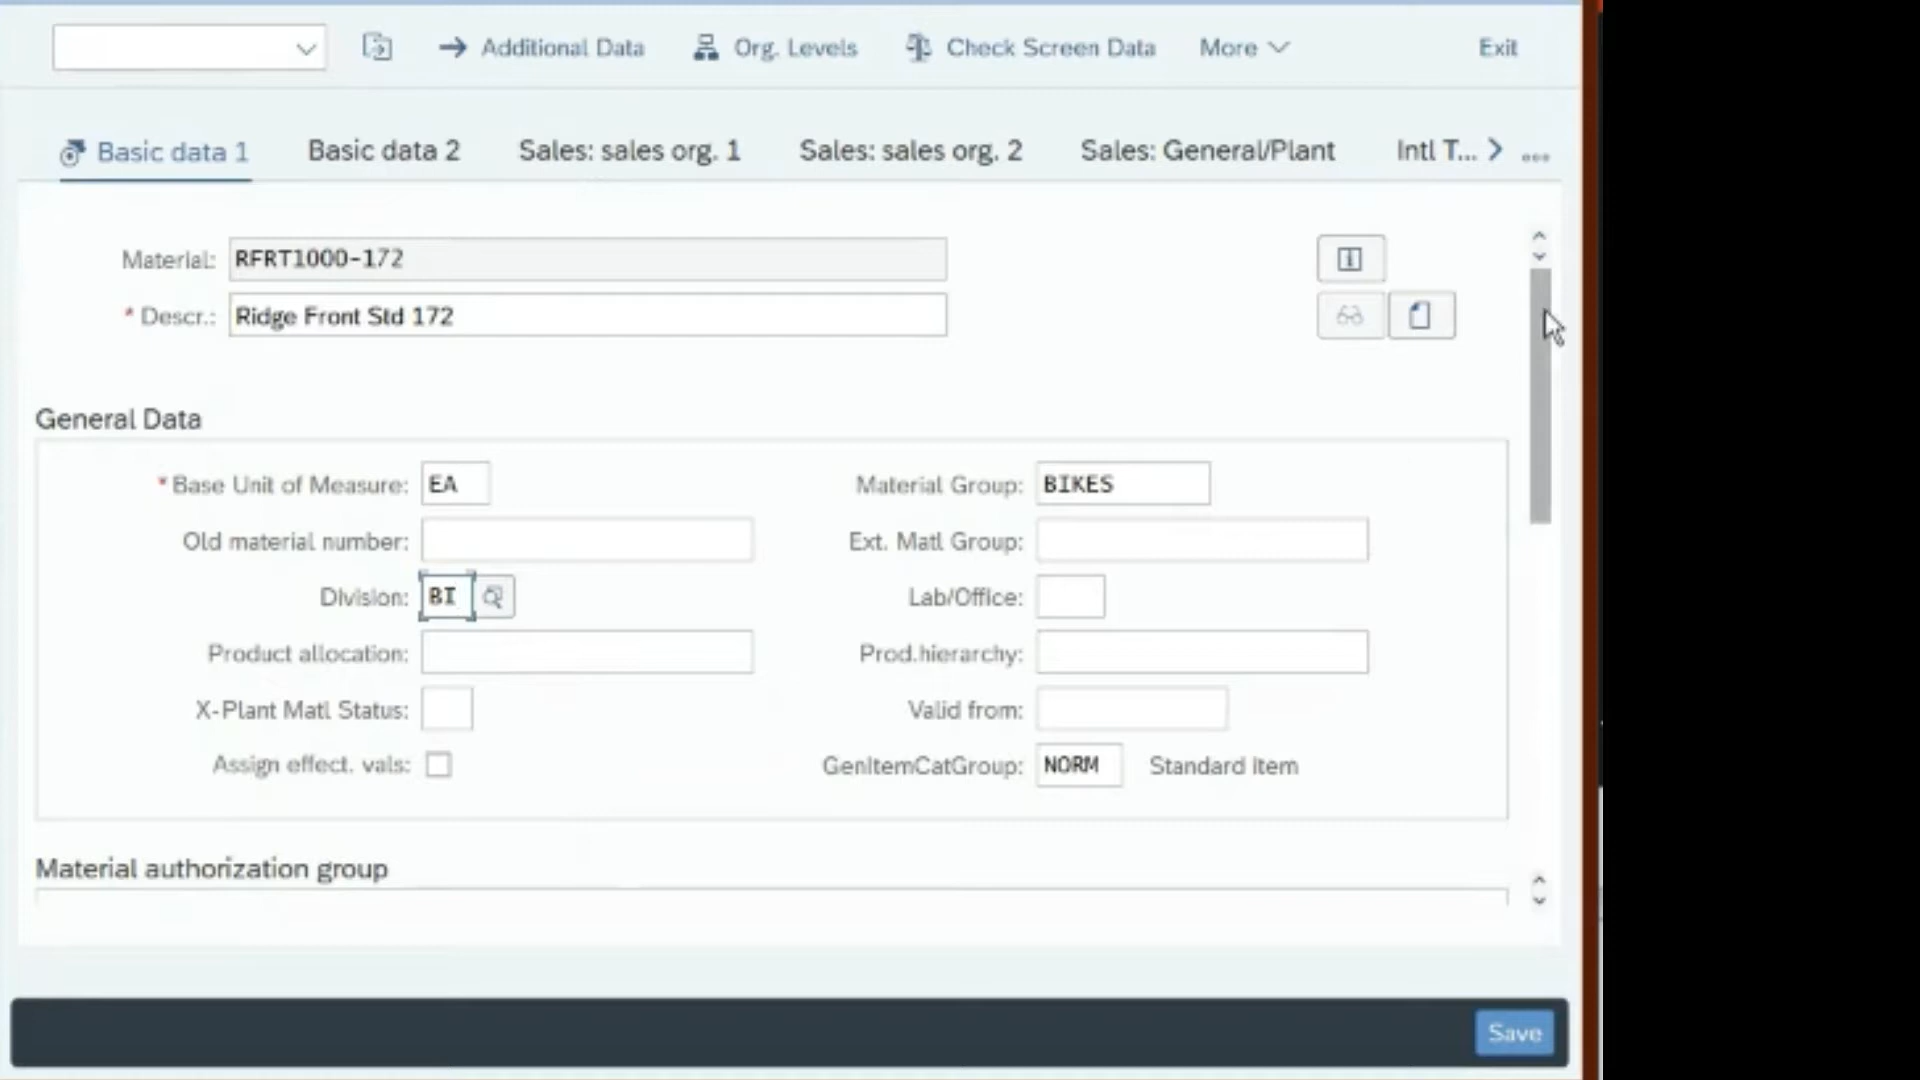 Additional Data Org. Levels Check Screen Data More Exit
Basic data 1 Basic data 2 Sales: sales org. 1 Sales: sales org. 2 Sales: General/Plant Intl T...
Material: RFRT1000-172
* Descr.: Ridge Front Std 172
General Data
* Base Unit of Measure: EA Material Group: BIKES
Old material number: Ext. Matl Group:
Division: BI Lab/Office:
Product allocation: Prod.hierarchy:
X-Plant Matl Status: Valid from:
Assign effect. vals: GenItemCatGroup: NORM Standard item
Material authorization group
Save